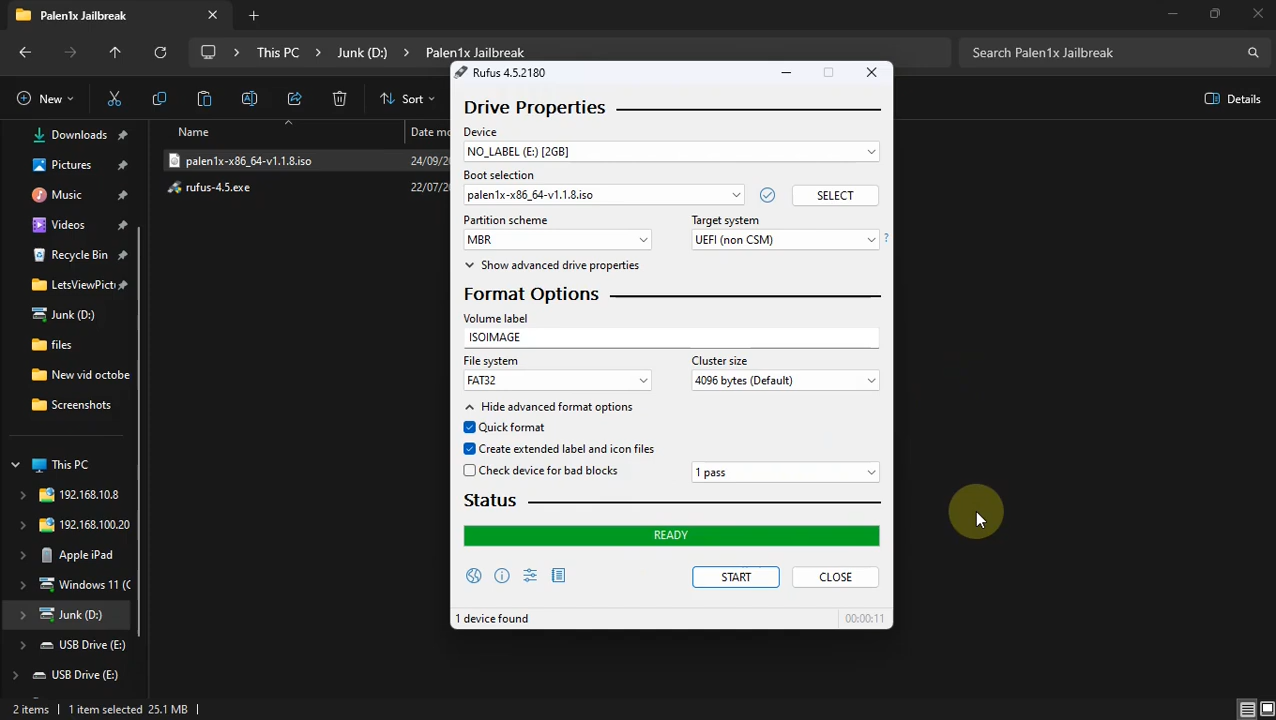 Palen1x Jailbreak
This PC > Junk (D:) > Palen1x Jailbreak
Search Palen1x Jailbreak
New
Sort
Details
Name
Date mo
Downloads
Pictures
Music
Videos
Recycle Bin
LetsViewPictu
Junk (D:)
files
New vid octobe
Screenshots
This PC
192.168.10.8
192.168.100.20
Apple iPad
Windows 11 (C
Junk (D:)
USB Drive (E:)
USB Drive (E:)
palen1x-x86_64-v1.1.8.iso
24/09/20
rufus-4.5.exe
22/07/20
Rufus 4.5.2180
Drive Properties
Device
NO_LABEL (E:) [2GB]
Boot selection
palen1x-x86_64-v1.1.8.iso
SELECT
Partition scheme
Target system
MBR
UEFI (non CSM)
?
Show advanced drive properties
Format Options
Volume label
ISOIMAGE
File system
Cluster size
FAT32
4096 bytes (Default)
Hide advanced format options
Quick format
Create extended label and icon files
Check device for bad blocks
1 pass
Status
READY
START
CLOSE
1 device found
00:00:11
2 items
1 item selected 25.1 MB